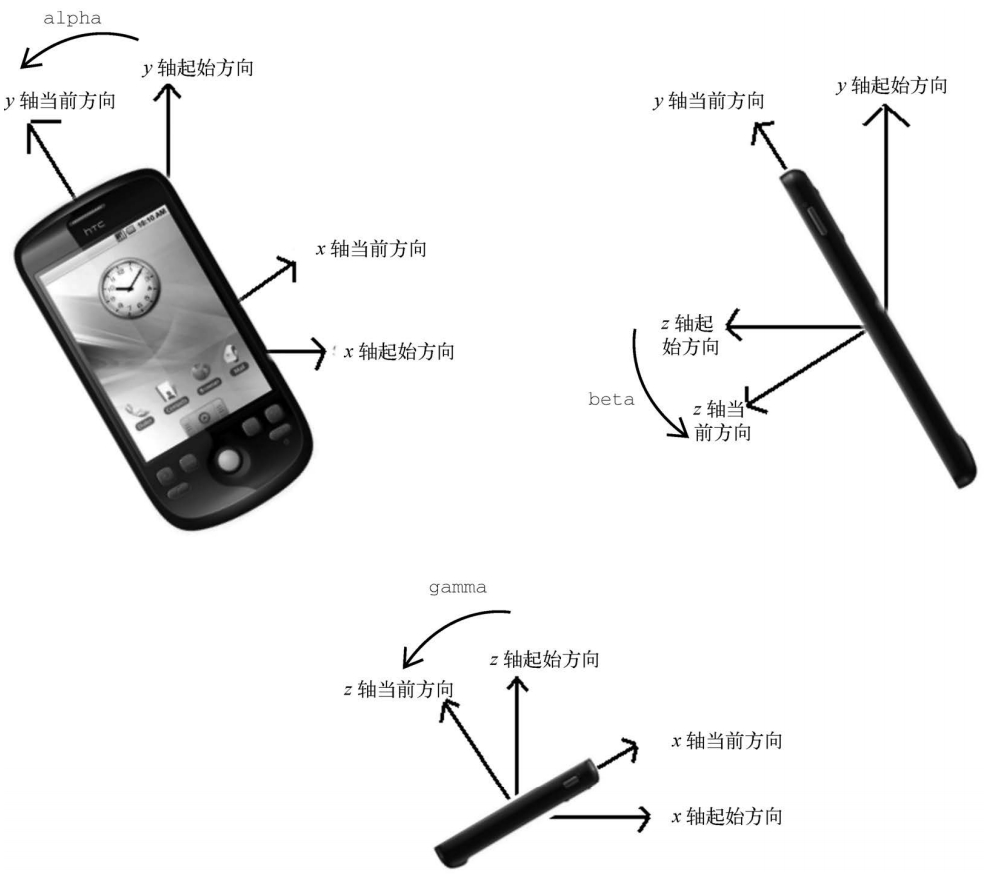 alpha
y 轴起始方向
y 轴当前方向
htc
10:10 AM
x 轴当前方向
x 轴起始方向
y 轴起始方向
y 轴当前方向
z 轴起
始方向
beta
z 轴当
前方向
gamma
z 轴起始方向
z 轴当前方向
x 轴当前方向
x 轴起始方向